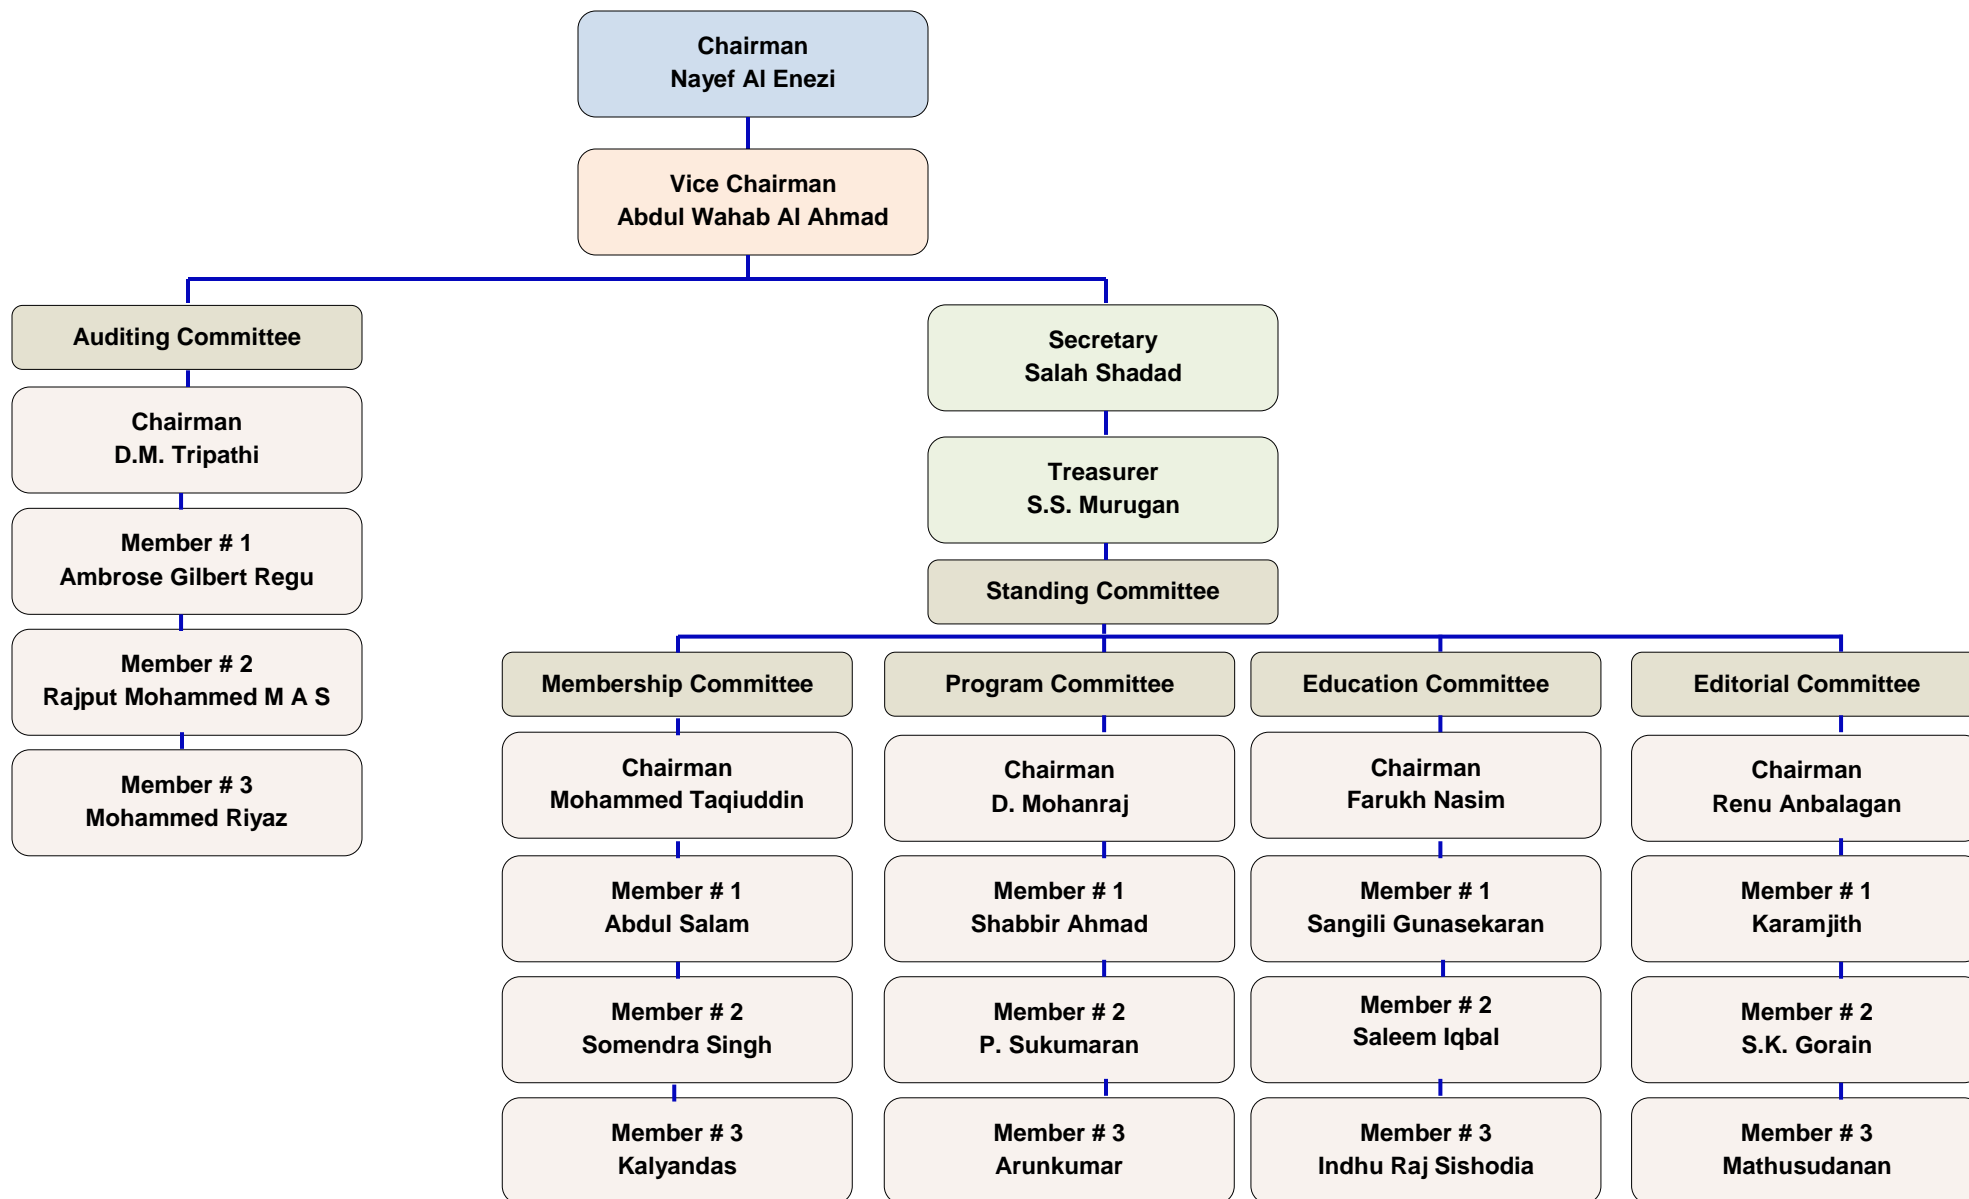 Chairman
Nayef Al Enezi
Vice Chairman
Abdul Wahab Al Ahmad
Auditing Committee
Chairman
D.M. Tripathi
Member # 1
Ambrose Gilbert Regu
Member # 2
Rajput Mohammed M A S
Member # 3
Mohammed Riyaz
Secretary
Salah Shadad
Treasurer
S.S. Murugan
Standing Committee
Membership Committee
Chairman
Mohammed Taqiuddin
Member # 1
Abdul Salam
Member # 2
Somendra Singh
Member # 3
Kalyandas
Program Committee
Chairman
D. Mohanraj
Member # 1
Shabbir Ahmad
Member # 2
P. Sukumaran
Member # 3
Arunkumar
Education Committee
Chairman
Farukh Nasim
Member # 1
Sangili Gunasekaran
Member # 2
Saleem Iqbal
Member # 3
Indhu Raj Sishodia
Editorial Committee
Chairman
Renu Anbalagan
Member # 1
Karamjith
Member # 2
S.K. Gorain
Member # 3
Mathusudanan